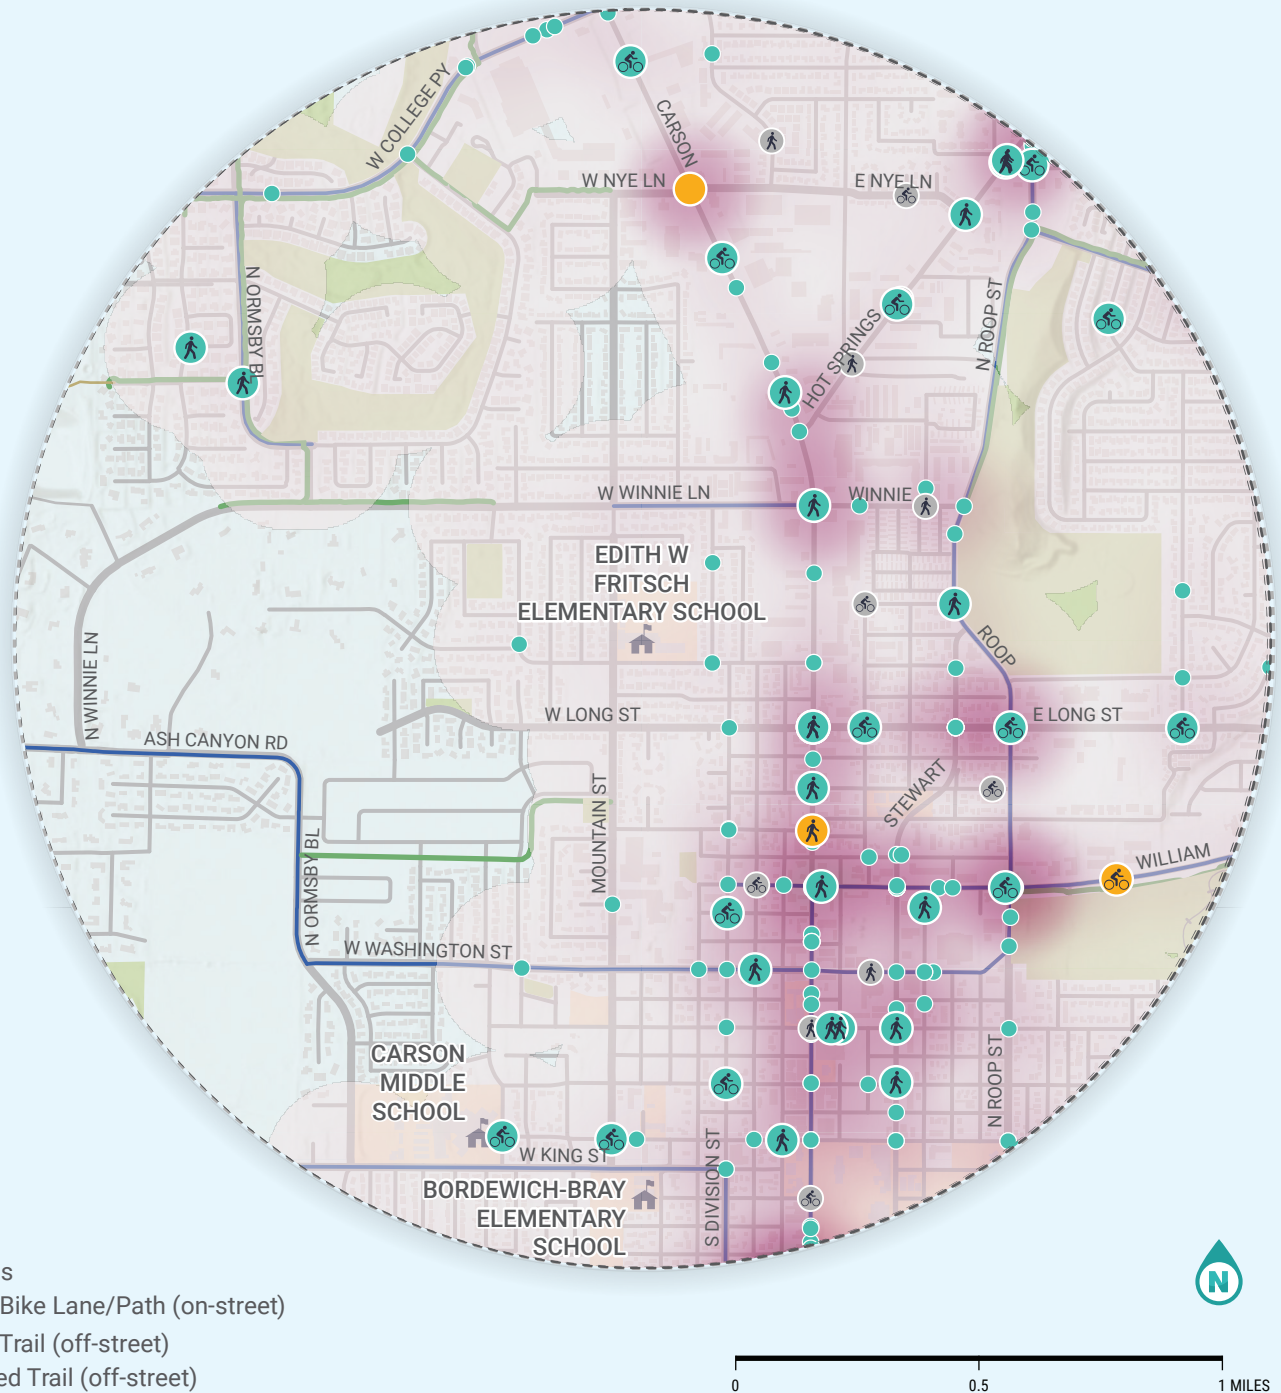 W COLLEGE PY
CARSON
W NYE LN
E NYE LN
N ORMSBY BL
HOT SPRINGS
N ROOP ST
W WINNIE LN
WINNIE
EDITH W
FRITSCH
ELEMENTARY SCHOOL
ROOP
N WINNIE LN
W LONG ST
E LONG ST
ASH CANYON RD
STEWART
MOUNTAIN ST
WILLIAM
N ORMSBY BL
W WASHINGTON ST
CARSON
MIDDLE
SCHOOL
N ROOP ST
W KING ST
S DIVISION ST
BORDEWICH-BRAY
ELEMENTARY
SCHOOL
s
Bike Lane/Path (on-street)
Trail (off-street)
ed Trail (off-street)
N
0 0.5 1 MILES